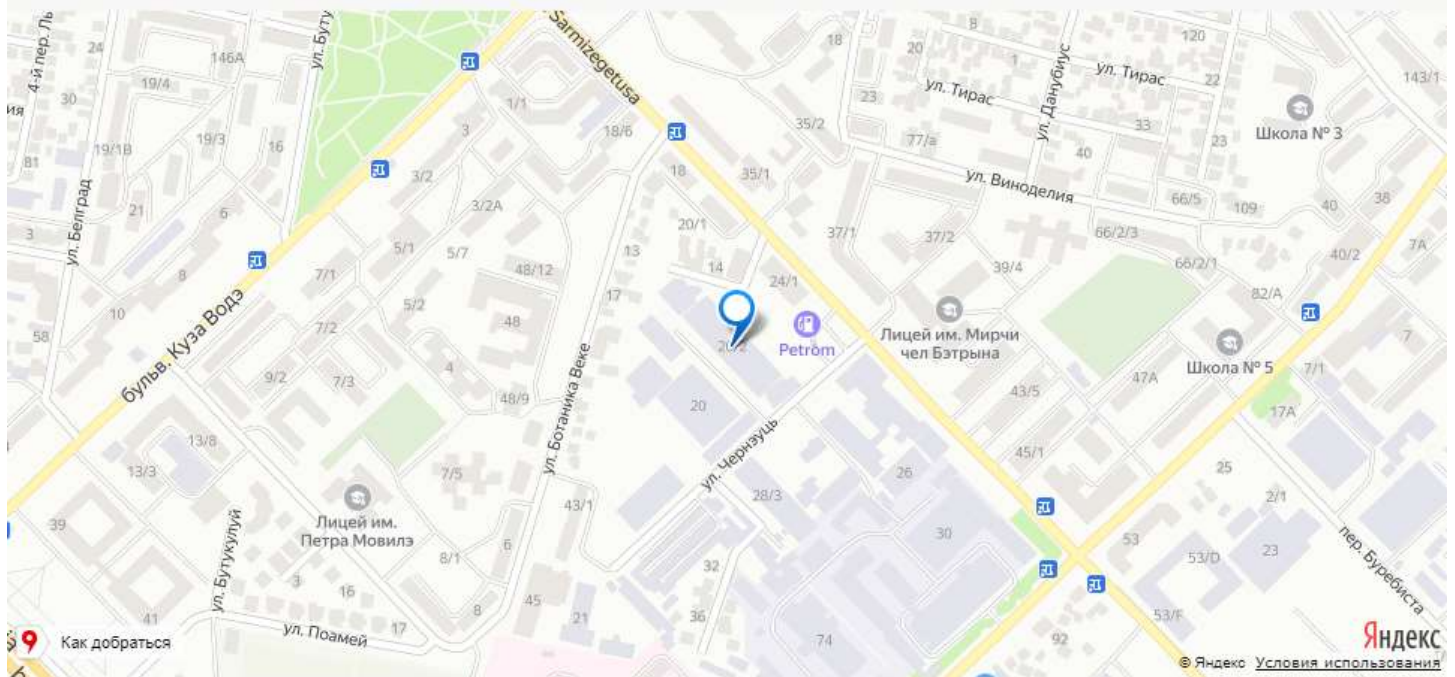 4-й пер. Ль
24
146A
ул. Буту
Sarmizegetusa
18
20
8
1
120
ул. Тирас
22
143/1
30
19/4
ия
1/1
23
ул. Тирас
ул. Данубиус
Школа № 3
19/3
16
3
18/6
35/2
77/a
33
23
81
19/1B
40
3/2
18
35/1
ул. Виноделия
66/5
109
40
38
ул. Белград
21
6
3/2A
20/1
37/1
37/2
66/2/3
7A
3
5/1
5/7
13
40/2
8
7/1
48/12
14
24/1
39/4
66/2/1
82/A
10
5/2
17
58
бульв. Куза Водэ
7/2
48
20/2
Petrom
Лицей им. Мирчи
чел Бэтрына
7
4
Школа № 5
7/1
9/2
7/3
48/9
ул. Ботаника Веке
20
43/5
47A
17A
13/8
ул. Чернэуць
45/1
13/3
7/5
26
25
28/3
2/1
39
Лицей им.
Петра Мовилэ
43/1
30
53
ул. Бутукулуй
8/1
6
53/D
23
пер. Буребиста
3
16
32
45
21
36
53/F
41
17
8
ул. Поамей
74
92
Как добраться
Яндекс
© Яндекс Условия использования